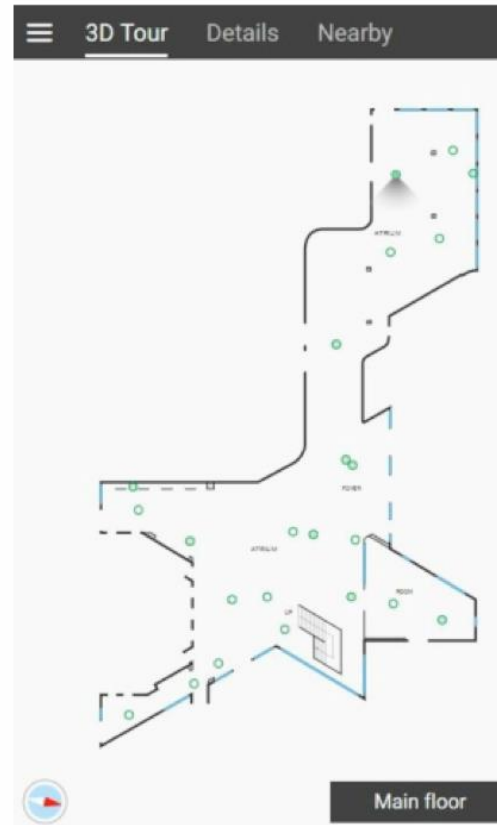 3D Tour Details Nearby
ATRIUM
FOYER
ATRIUM
ROOM
UP
Main floor